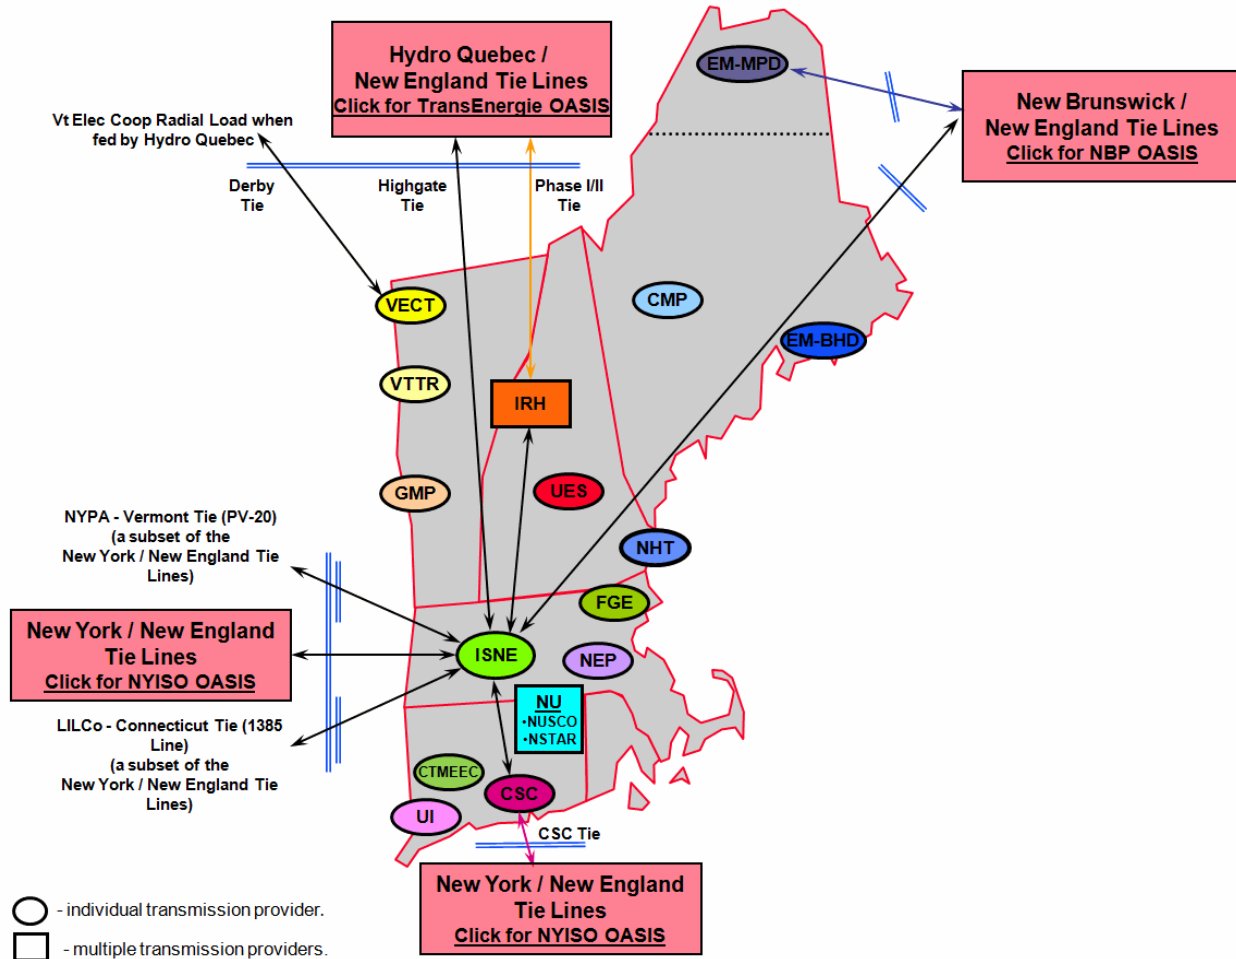 Hydro Quebec /
New England Tie Lines
Click for TransEnergie OASIS
EM-MPD
New Brunswick /
New England Tie Lines
Click for NBP OASIS
Vt Elec Coop Radial Load when
fed by Hydro Quebec
Derby
Tie
Highgate
Tie
Phase I/II
Tie
VECT
CMP
EM-BHD
VTTR
IRH
GMP
UES
NYPA - Vermont Tie (PV-20)
(a subset of the
New York / New England Tie
Lines)
NHT
FGE
New York / New England
Tie Lines
Click for NYISO OASIS
ISNE
NEP
NU
•NUSCO
•NSTAR
LILCo - Connecticut Tie (1385
Line)
(a subset of the
New York / New England Tie
Lines)
CTMEEC
CSC
UI
CSC Tie
New York / New England
Tie Lines
Click for NYISO OASIS
- individual transmission provider.
- multiple transmission providers.